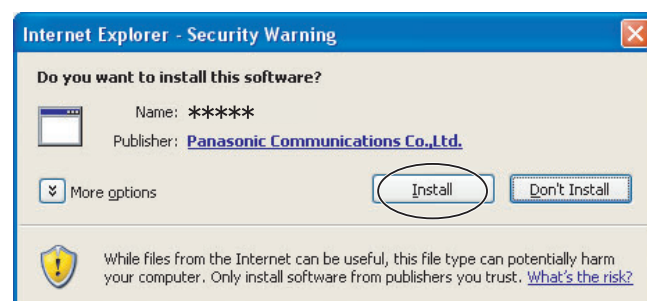 Internet Explorer - Security Warning
Do you want to install this software?
Name: *****
Publisher: Panasonic Communications Co.,Ltd.
More options Install Don't Install
While files from the Internet can be useful, this file type can potentially harm
your computer. Only install software from publishers you trust. What's the risk?